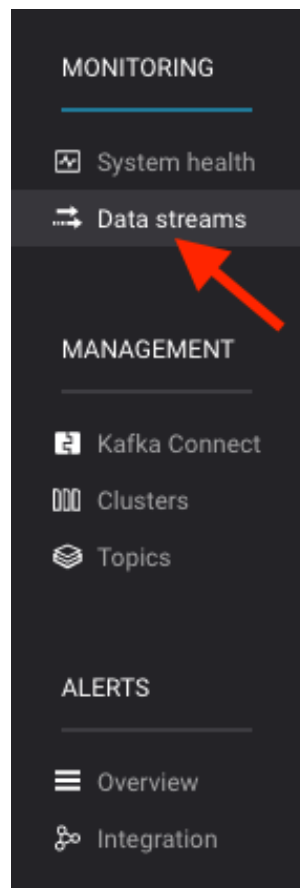 MONITORING
System health
Data streams
MANAGEMENT
Kafka Connect
Clusters
Topics
ALERTS
Overview
Integration